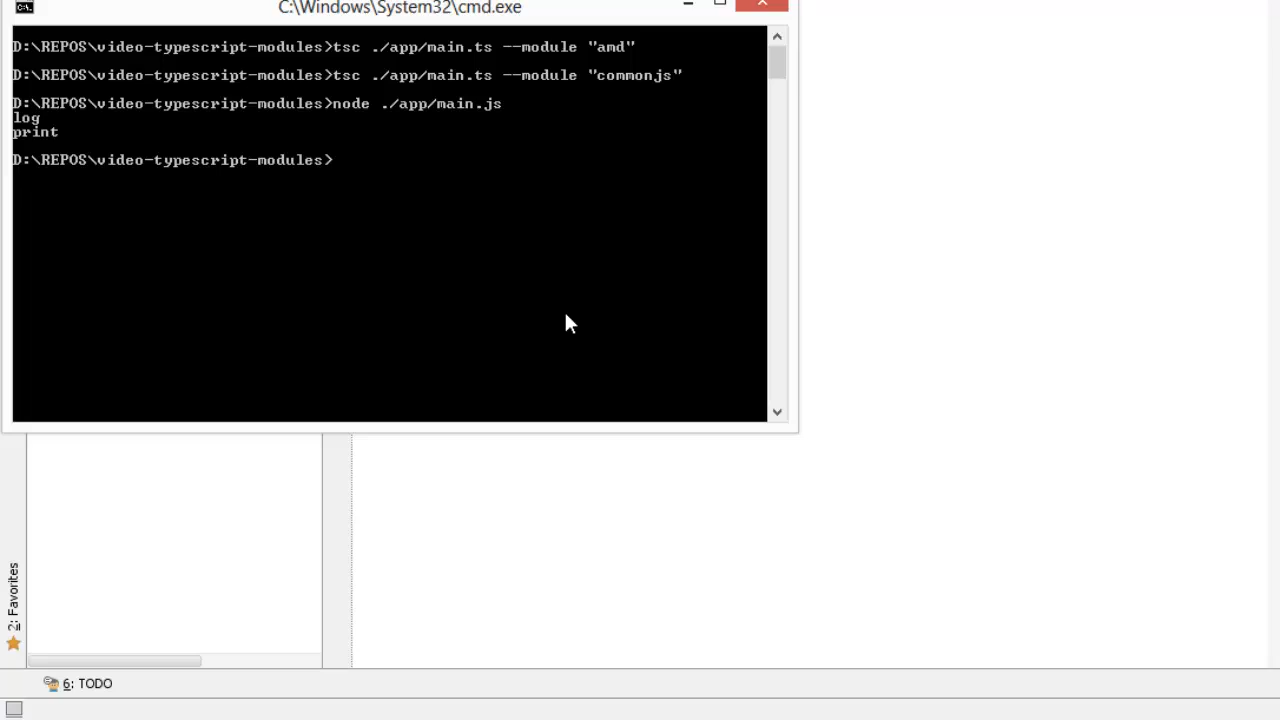 C:\Windows\System32\cmd.exe
D:\REPOS\video-typescript-modules>tsc ./app/main.ts --module "amd"
D:\REPOS\video-typescript-modules>tsc ./app/main.ts --module "commonjs"
D:\REPOS\video-typescript-modules>node ./app/main.js
log
print
D:\REPOS\video-typescript-modules>
2: Favorites
6: TODO